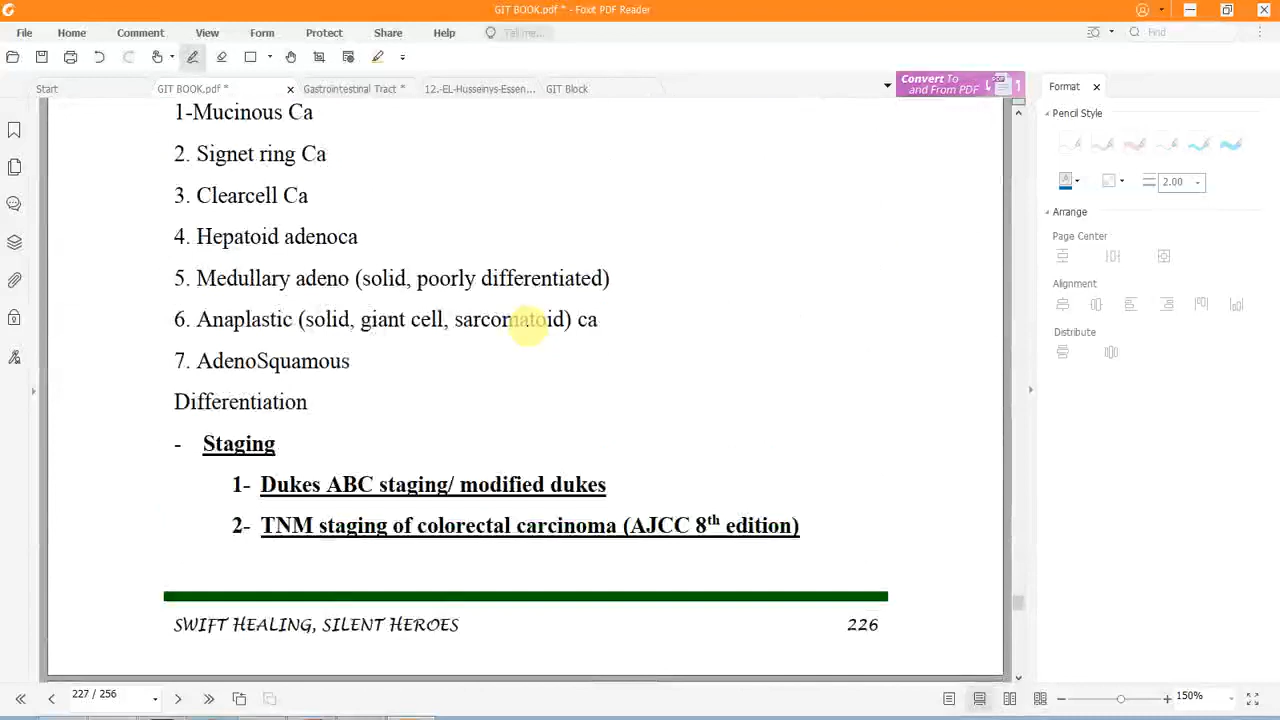 GIT BOOK.pdf * - Foxit PDF Reader
File Home Comment View Form Protect Share Help Tell me... Find
Start GIT BOOK.pdf * Gastrointestinal Tract * 12.-EL-Husseinys-Essen... GIT Block
Convert To
and From PDF
PDF
Format
Pencil Style
2.00
Arrange
Page Center
Alignment
Distribute
1-Mucinous Ca
2. Signet ring Ca
3. Clearcell Ca
4. Hepatoid adenoca
5. Medullary adeno (solid, poorly differentiated)
6. Anaplastic (solid, giant cell, sarcomatoid) ca
7. AdenoSquamous
Differentiation
- Staging
1- Dukes ABC staging/ modified dukes
2- TNM staging of colorectal carcinoma (AJCC 8th edition)
SWIFT HEALING, SILENT HEROES 226
227 / 256
150%